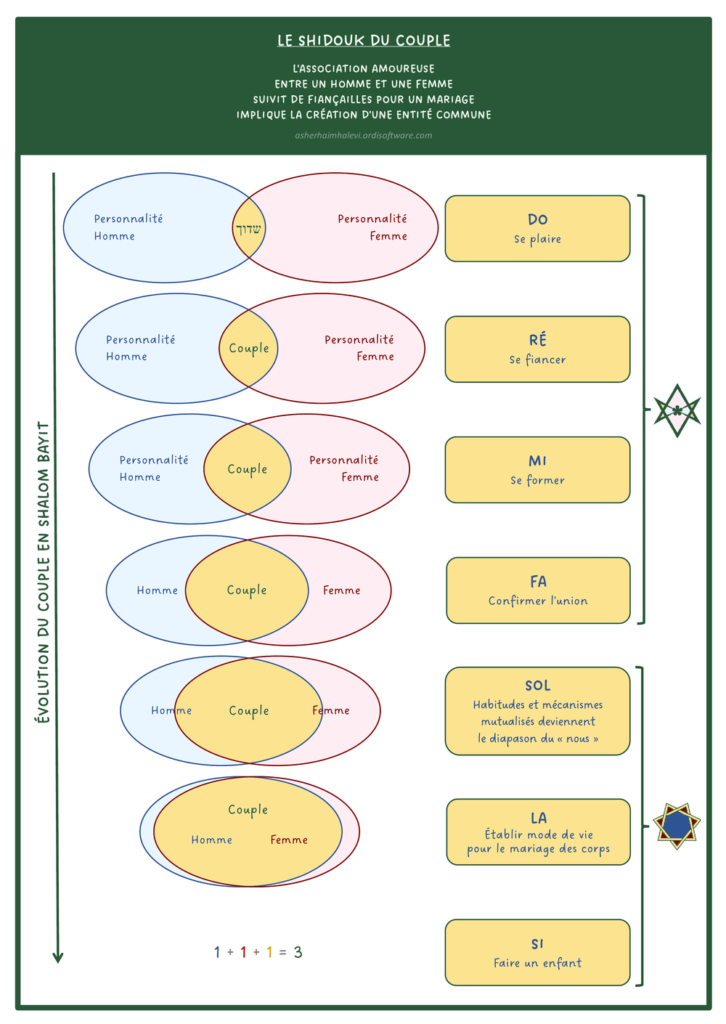 LE SHIDOUK DU COUPLE
L'ASSOCIATION AMOUREUSE
ENTRE UN HOMME ET UNE FEMME
SUIVIT DE FIANÇAILLES POUR UN MARIAGE
IMPLIQUE LA CRÉATION D'UNE ENTITÉ COMMUNE
asherhaimhalevi.ordisoftware.com
ÉVOLUTION DU COUPLE EN SHALOM BAYIT
Personnalité
Homme
שדוך
Personnalité
Femme
DO
Se plaire
Personnalité
Homme
Couple
Personnalité
Femme
RÉ
Se fiancer
Personnalité
Homme
Couple
Personnalité
Femme
MI
Se former
Homme
Couple
Femme
FA
Confirmer l'union
Homme
Couple
Femme
SOL
Habitudes et mécanismes
mutualisés deviennent
le diapason du « nous »
Couple
Homme
Femme
LA
Établir mode de vie
pour le mariage des corps
1 + 1 + 1 = 3
SI
Faire un enfant